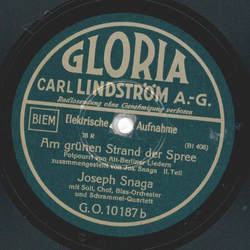 GLORIA
CARL LINDSTRÖM A.-G.
Radiosendung ohne Genehmigung verboten
BIEM
Elektrische Aufnahme
78 R
(BI 408)
Am grünen Strand der Spree
Potpourri von Alt-Berliner Liedern
zusammengestellt von Jos. Snaga II. Teil
Joseph Snaga
mit Soli, Chor, Blas-Orchester
und Schrammel-Quartett
G.O. 10187 b